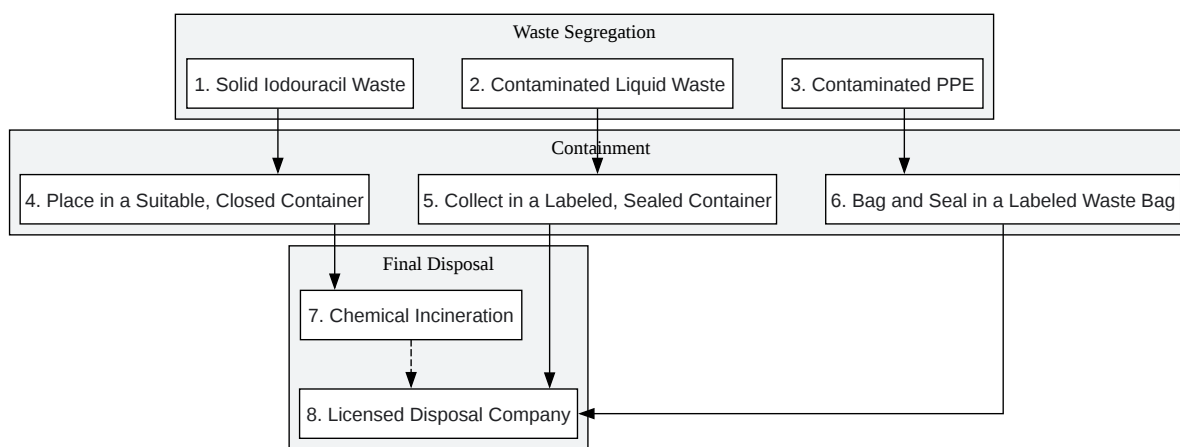 Waste Segregation
1. Solid Iodouracil Waste
2. Contaminated Liquid Waste
3. Contaminated PPE
Containment
4. Place in a Suitable, Closed Container
5. Collect in a Labeled, Sealed Container
6. Bag and Seal in a Labeled Waste Bag
Final Disposal
7. Chemical Incineration
8. Licensed Disposal Company